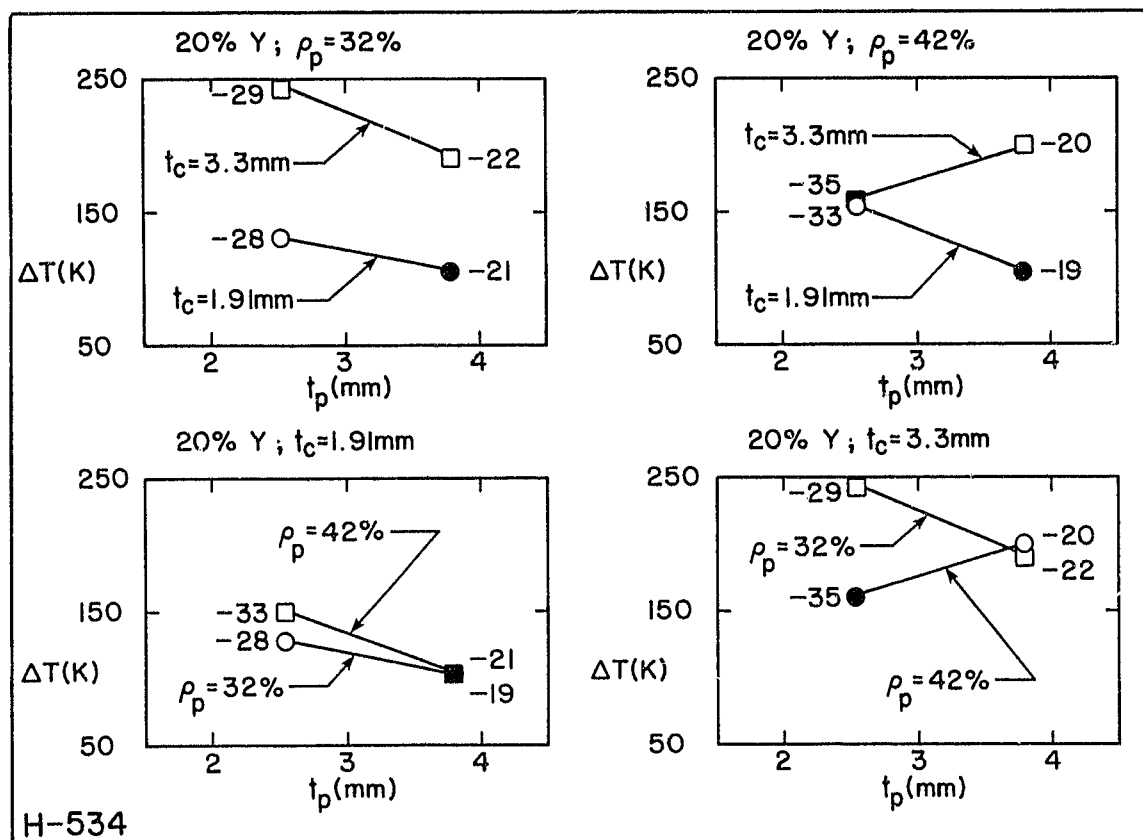 20% Y; ρp=32%
250
150
50
ΔT(K)
-29
-22
tc=3.3mm
-28
-21
tc=1.91mm
2 3 4
tp(mm)
20% Y; ρp=42%
250
150
50
ΔT(K)
tc=3.3mm
-20
-35
-33
-19
tc=1.91mm
2 3 4
tp(mm)
20% Y; tc=1.91mm
250
150
50
ΔT(K)
ρp=42%
-33
-28
-21
-19
ρp=32%
2 3 4
tp(mm)
20% Y; tc=3.3mm
250
150
50
ΔT(K)
-29
ρp=32%
-20
-22
-35
ρp=42%
2 3 4
tp(mm)
H-534